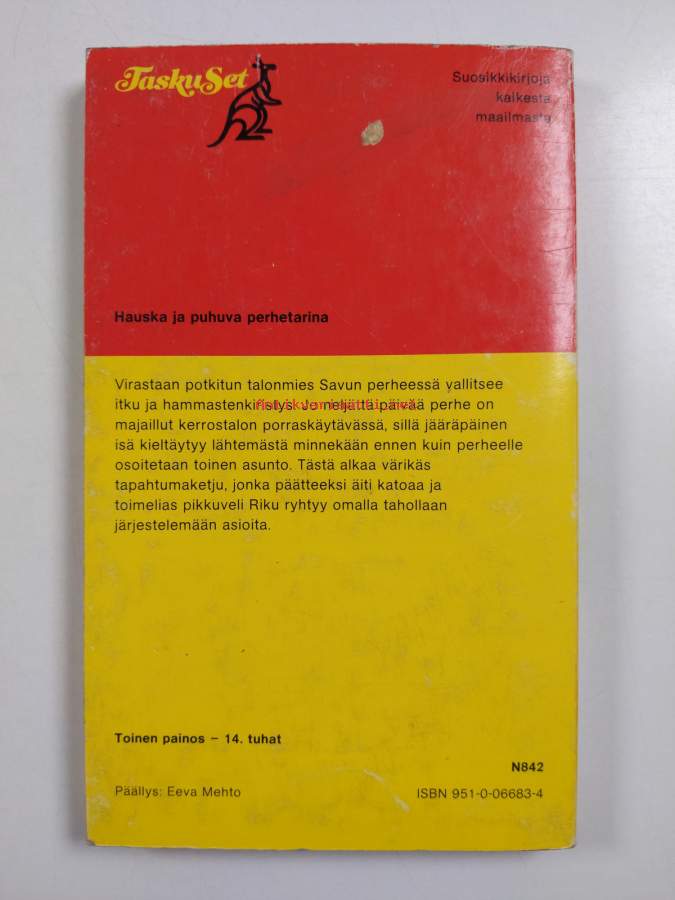 TaskuSet
Suosikkikirjoja
kaikesta
maailmasta
Hauska ja puhuva perhetarina
Virastaan potkitun talonmies Savun perheessä vallitsee
itku ja hammastenkiristys. Jo neljättä päivää perhe on
majaillut kerrostalon porraskäytävässä, sillä jääräpäinen
isä kieltäytyy lähtemästä minnekään ennen kuin perheelle
osoitetaan toinen asunto. Tästä alkaa värikäs
tapahtumaketju, jonka päätteeksi äiti katoaa ja
toimelias pikkuveli Riku ryhtyy omalla tahollaan
järjestelemään asioita.
Toinen painos – 14. tuhat
N842
Päällys: Eeva Mehto
ISBN 951-0-06683-4